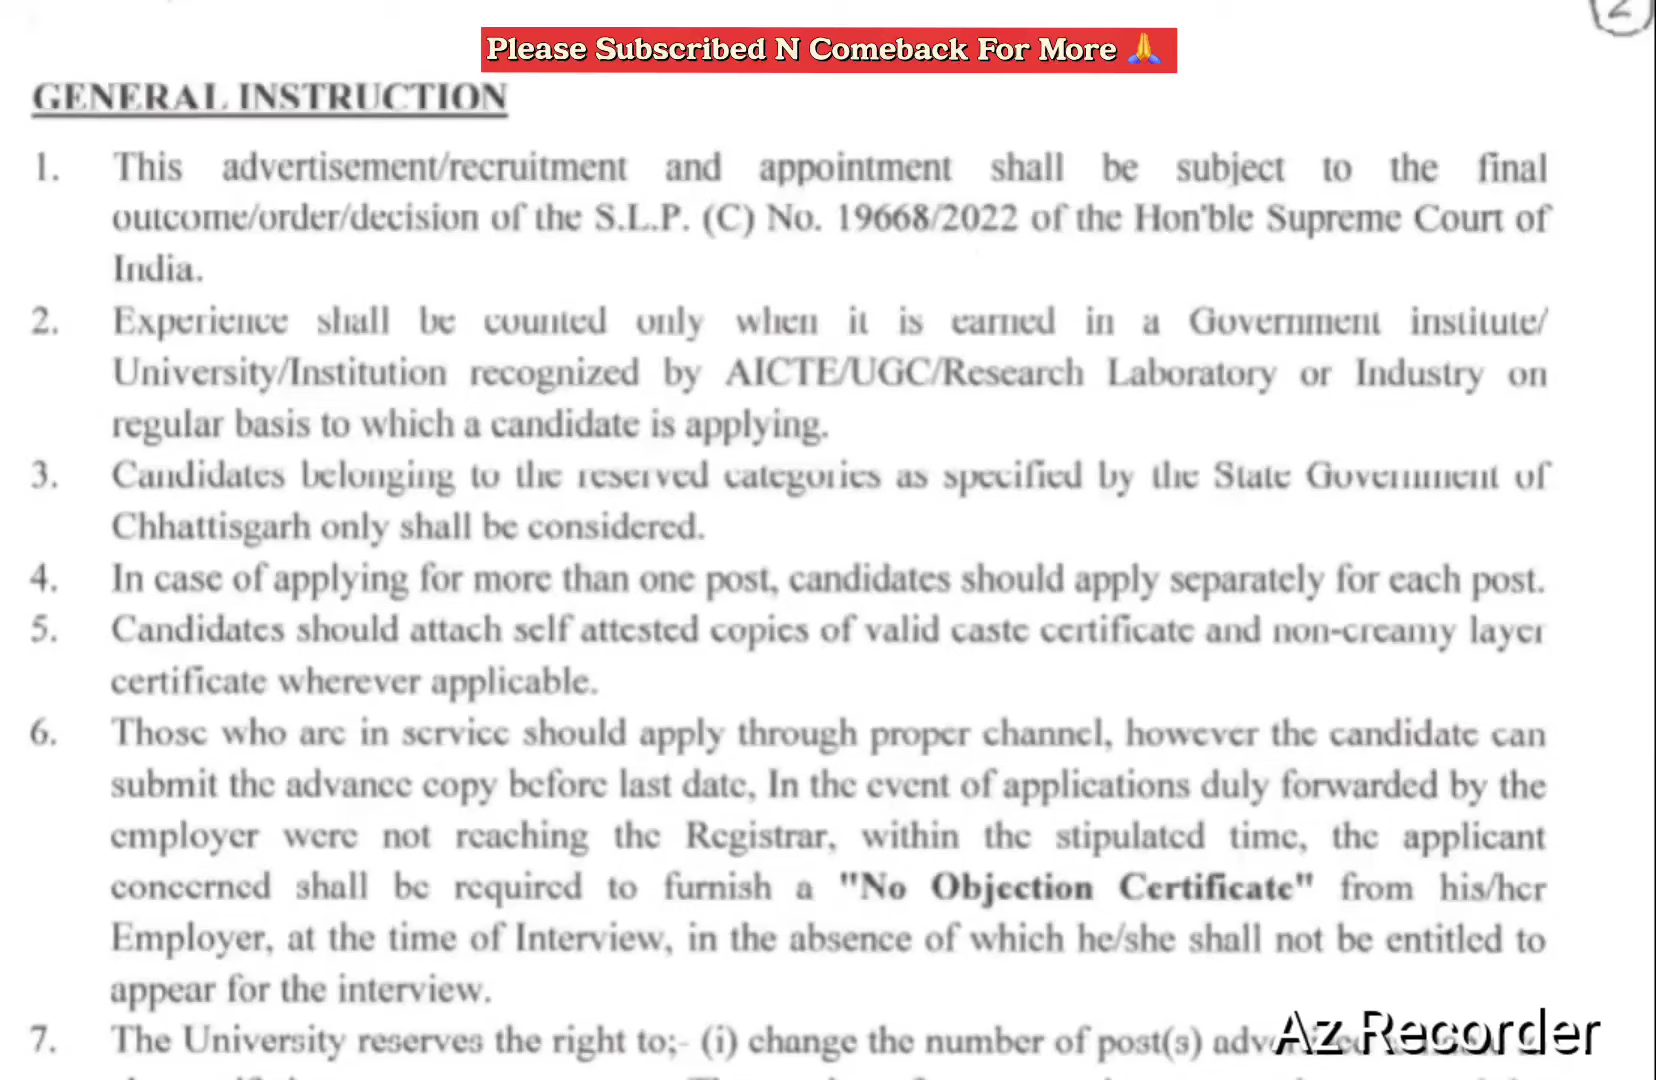 2
Please Subscribed N Comeback For More 🙏
GENERAL INSTRUCTION
1. This advertisement/recruitment and appointment shall be subject to the final
outcome/order/decision of the S.L.P. (C) No. 19668/2022 of the Hon'ble Supreme Court of
India.
2. Experience shall be counted only when it is earned in a Government institute/
University/Institution recognized by AICTE/UGC/Research Laboratory or Industry on
regular basis to which a candidate is applying.
3. Candidates belonging to the reserved categories as specified by the State Government of
Chhattisgarh only shall be considered.
4. In case of applying for more than one post, candidates should apply separately for each post.
5. Candidates should attach self attested copies of valid caste certificate and non-creamy layer
certificate wherever applicable.
6. Those who are in service should apply through proper channel, however the candidate can
submit the advance copy before last date, In the event of applications duly forwarded by the
employer were not reaching the Registrar, within the stipulated time, the applicant
concerned shall be required to furnish a "No Objection Certificate" from his/her
Employer, at the time of Interview, in the absence of which he/she shall not be entitled to
appear for the interview.
7. The University reserves the right to;- (i) change the number of post(s)
Az Recorder